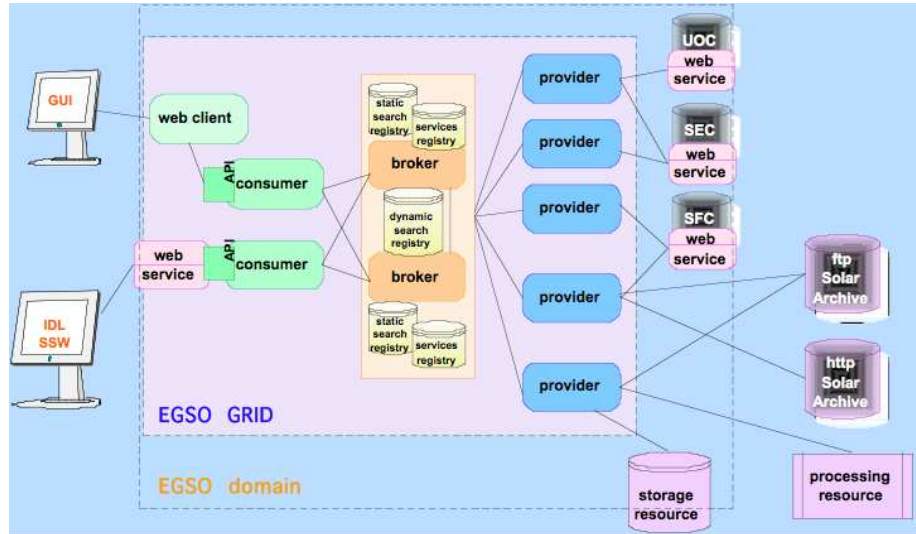 GUI
web client
API
consumer
IDL
SSW
web
service
API
consumer
static
search
registry
services
registry
broker
dynamic
search
registry
broker
static
search
registry
services
registry
provider
provider
provider
provider
provider
UOC
web
service
SEC
web
service
SFC
web
service
ftp
Solar
Archive
http
Solar
Archive
storage
resource
processing
resource
EGSO GRID
EGSO domain